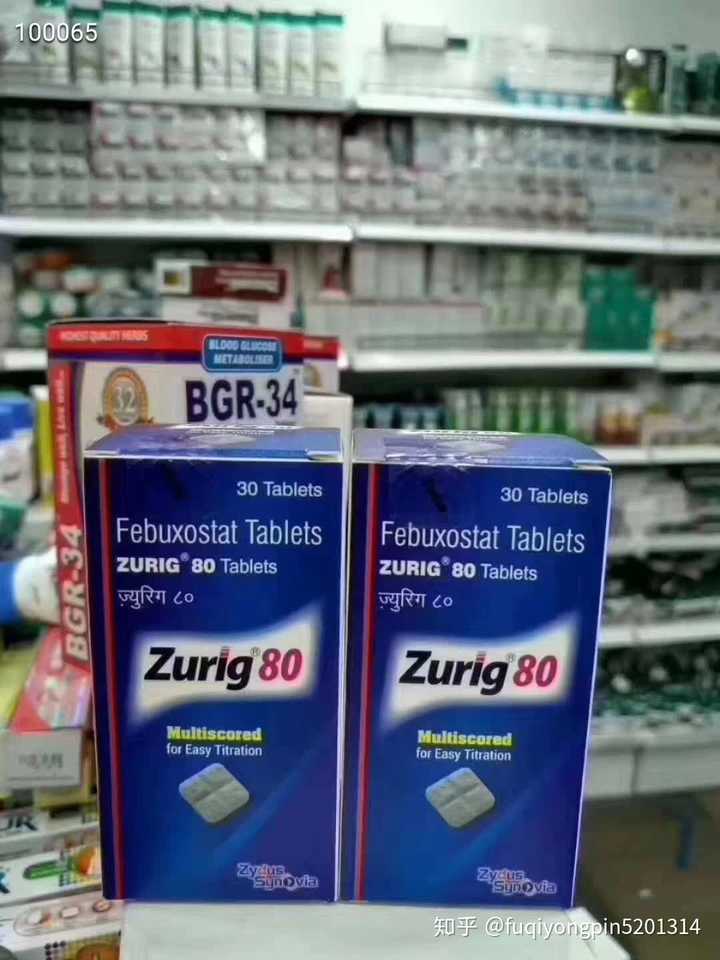 100065
HIGHEST QUALITY HERBS
BLOOD GLUCOSE
METABOLISER
32
BGR-34
BGR-34
30 Tablets
Febuxostat Tablets
ZURIG® 80 Tablets
ज़्युरिग ८०
Zurig® 80
Multiscored
for Easy Titration
Zydus
Synovia
30 Tablets
Febuxostat Tablets
ZURIG® 80 Tablets
ज़्युरिग ८०
Zurig® 80
Multiscored
for Easy Titration
Zydus
Synovia
知乎 @fuqiyongpin5201314